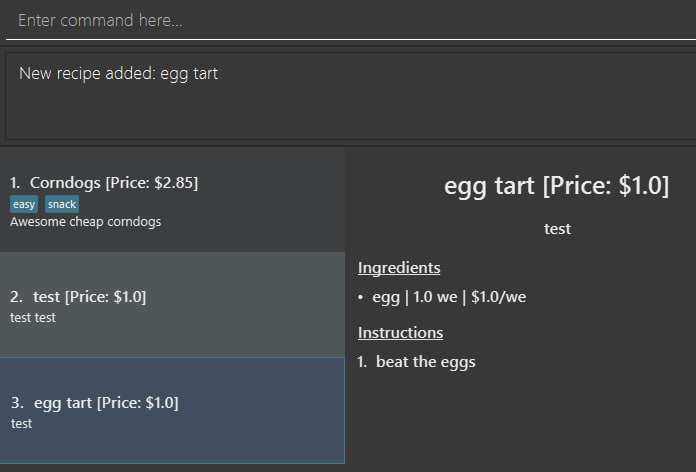 Enter command here...
New recipe added: egg tart
1. Corndogs [Price: $2.85]
easy snack
Awesome cheap corndogs
2. test [Price: $1.0]
test test
3. egg tart [Price: $1.0]
test
egg tart [Price: $1.0]
test
Ingredients
• egg | 1.0 we | $1.0/we
Instructions
1. beat the eggs